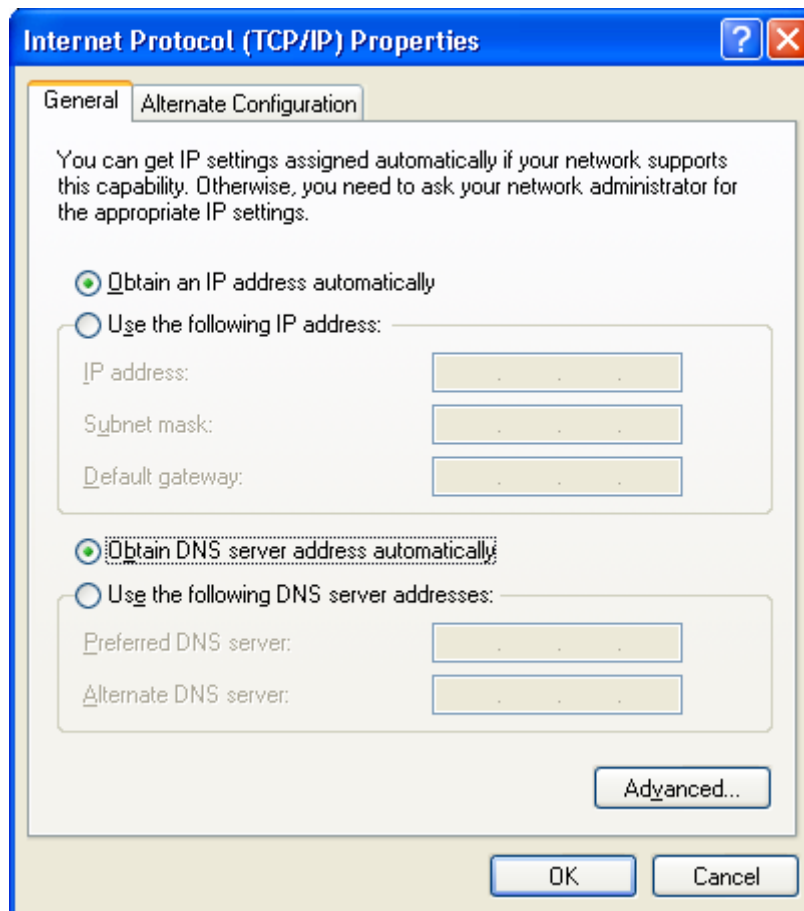 Internet Protocol (TCP/IP) Properties
General
Alternate Configuration
You can get IP settings assigned automatically if your network supports
this capability. Otherwise, you need to ask your network administrator for
the appropriate IP settings.
Obtain an IP address automatically
Use the following IP address:
IP address:
Subnet mask:
Default gateway:
Obtain DNS server address automatically
Use the following DNS server addresses:
Preferred DNS server:
Alternate DNS server:
Advanced...
OK
Cancel